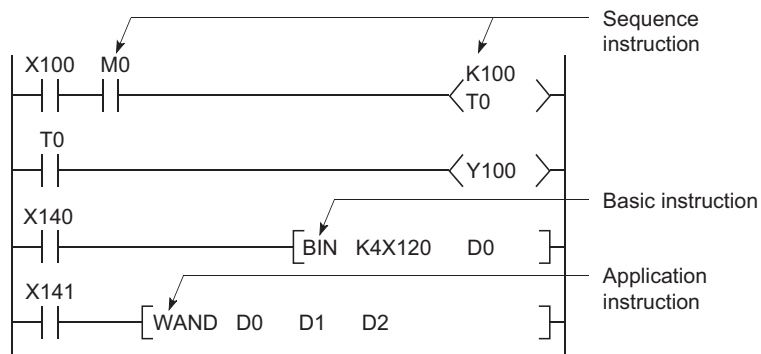 Sequence
instruction
X100 M0 K100
T0
T0 Y100
Basic instruction
X140 BIN K4X120 D0
Application
instruction
X141 WAND D0 D1 D2